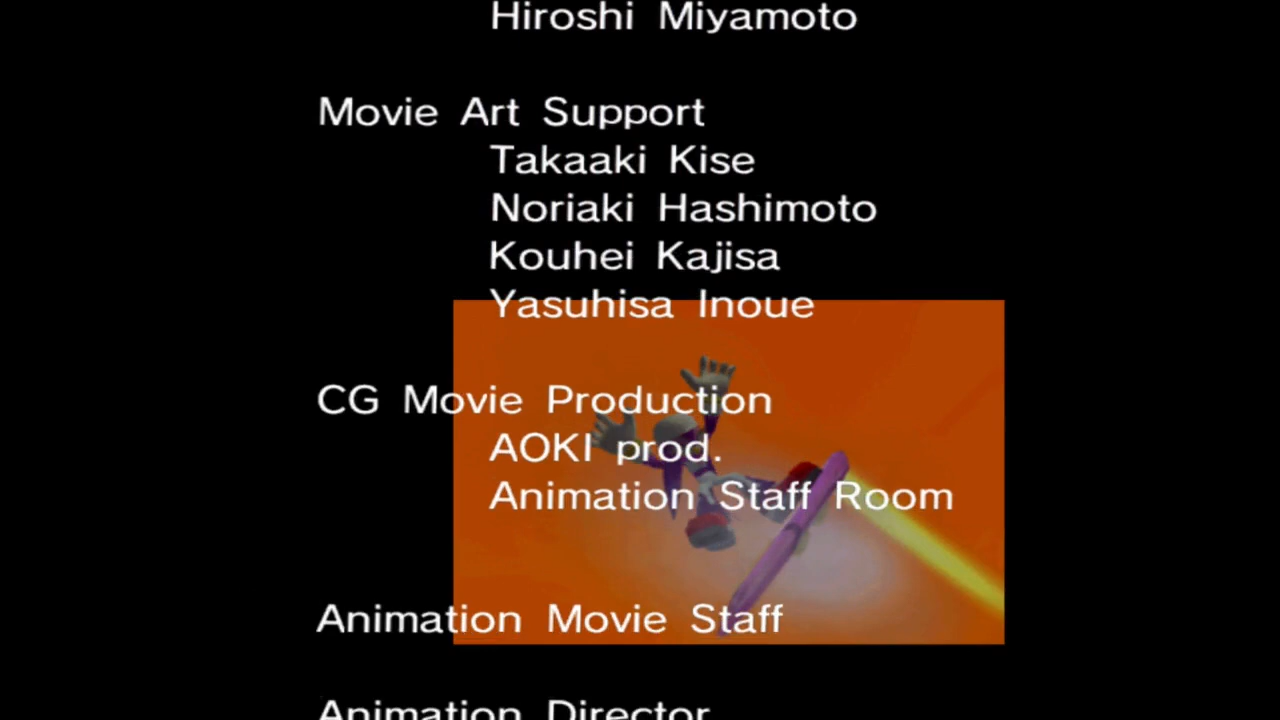 Hiroshi Miyamoto
Movie Art Support
Takaaki Kise
Noriaki Hashimoto
Kouhei Kajisa
Yasuhisa Inoue
CG Movie Production
AOKI prod.
Animation Staff Room
Animation Movie Staff
Animation Director